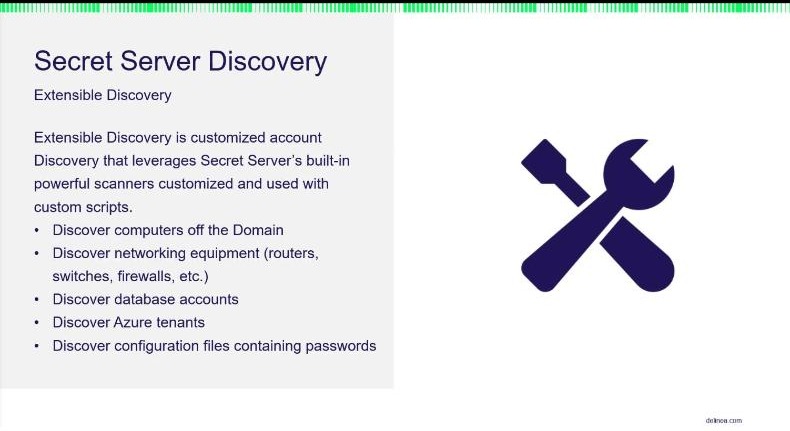 Secret Server Discovery
Extensible Discovery
Extensible Discovery is customized account
Discovery that leverages Secret Server's built-in
powerful scanners customized and used with
custom scripts.
• Discover computers off the Domain
• Discover networking equipment (routers,
switches, firewalls, etc.)
• Discover database accounts
• Discover Azure tenants
• Discover configuration files containing passwords
delinea.com